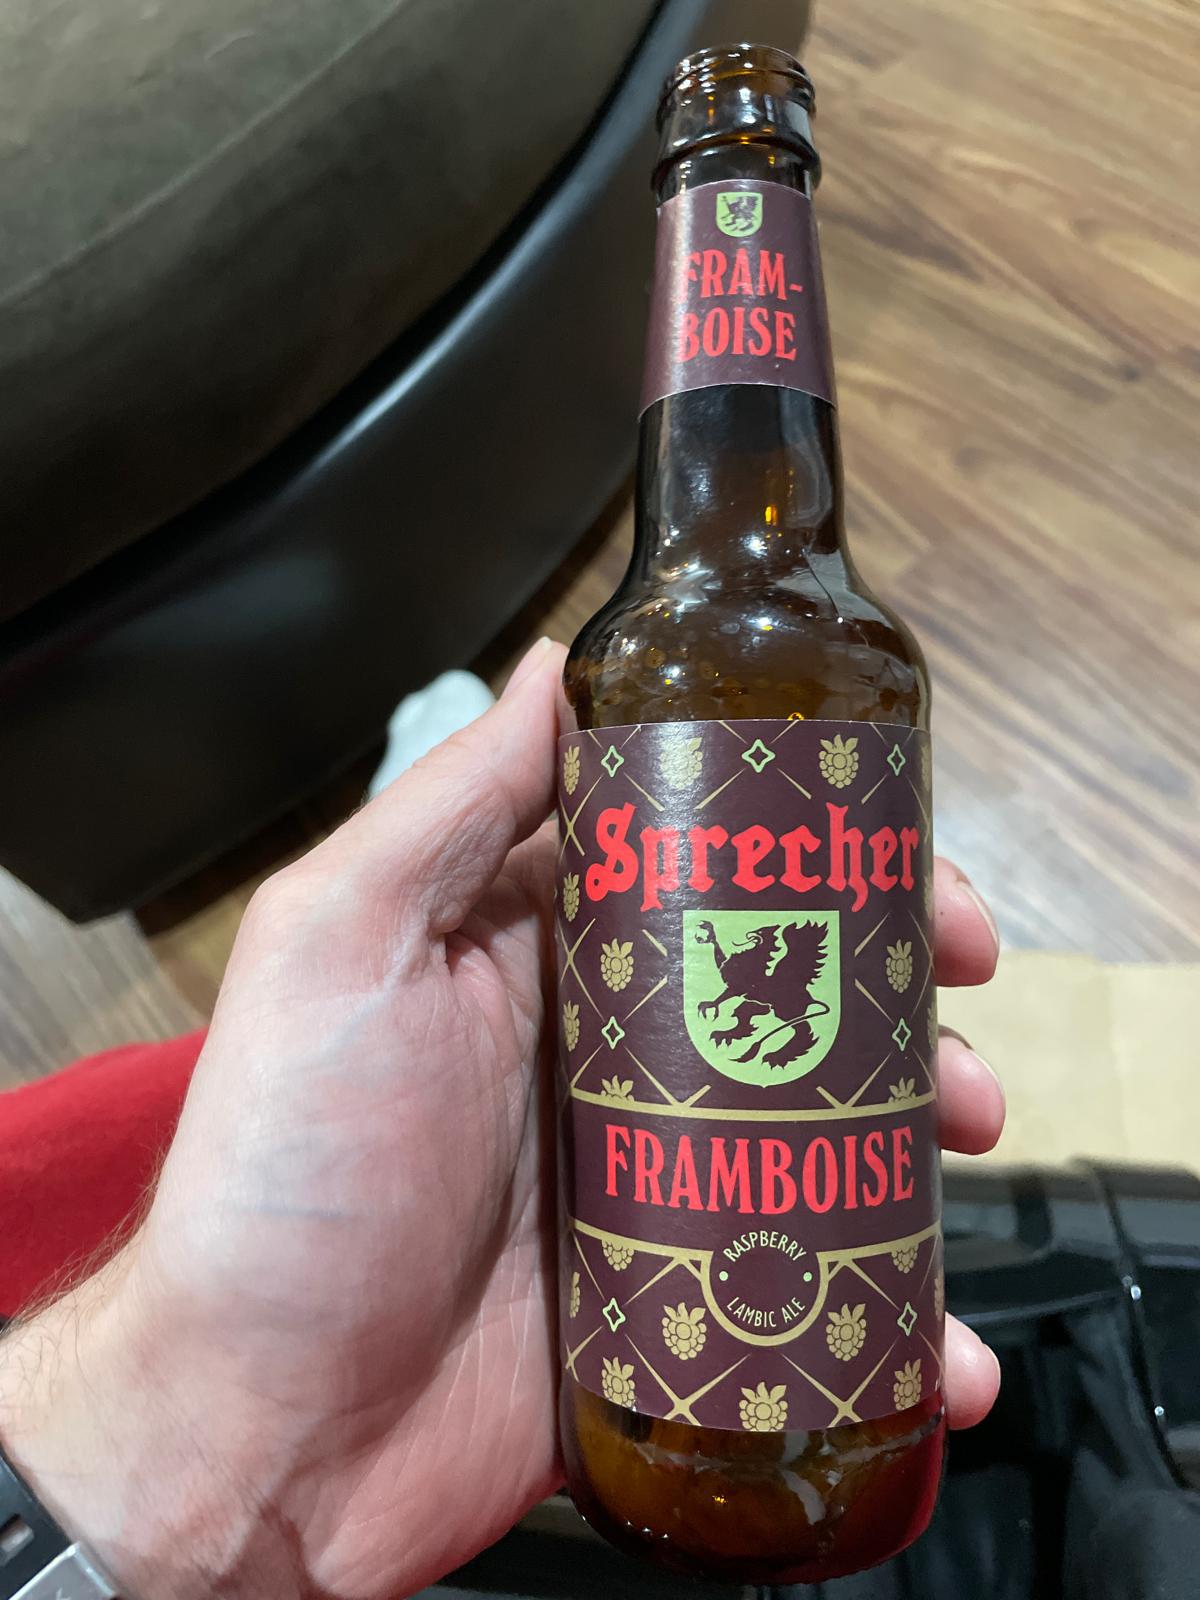 FRAM-
BOISE
Sprecher
FRAMBOISE
RASPBERRY
LAMBIC ALE